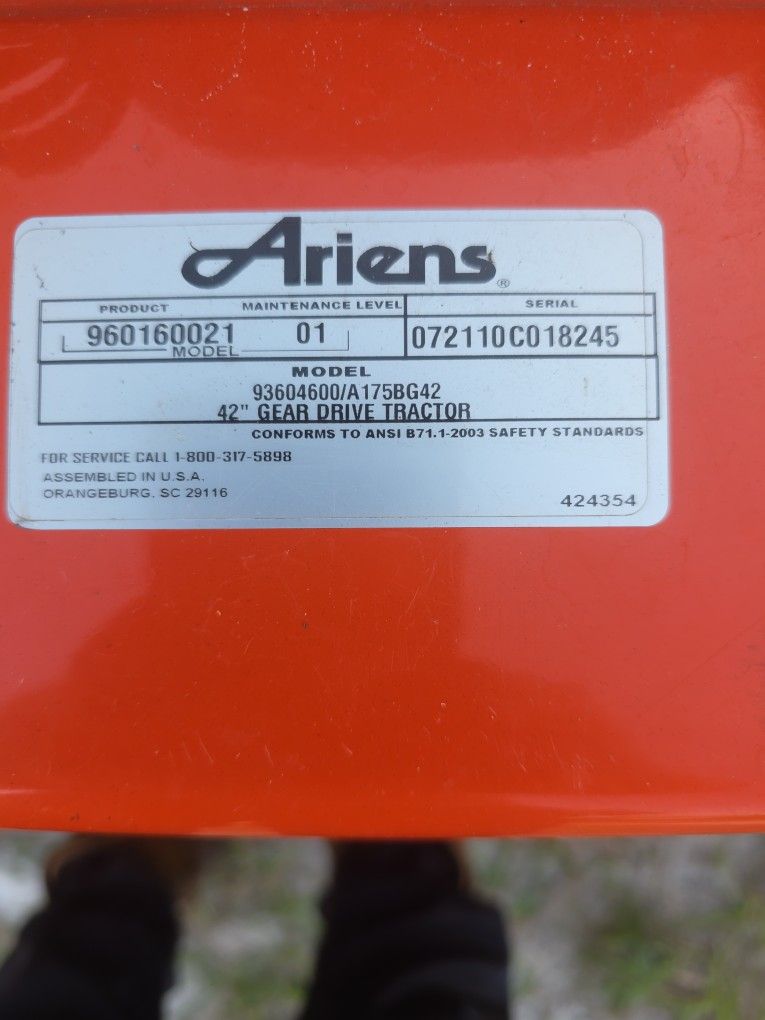 Ariens®
PRODUCT MAINTENANCE LEVEL SERIAL
960160021 01 072110C018245
MODEL
MODEL
93604600/A175BG42
42" GEAR DRIVE TRACTOR
CONFORMS TO ANSI B71.1-2003 SAFETY STANDARDS
FOR SERVICE CALL 1-800-317-5898
ASSEMBLED IN U.S.A.
ORANGEBURG, SC 29116
424354